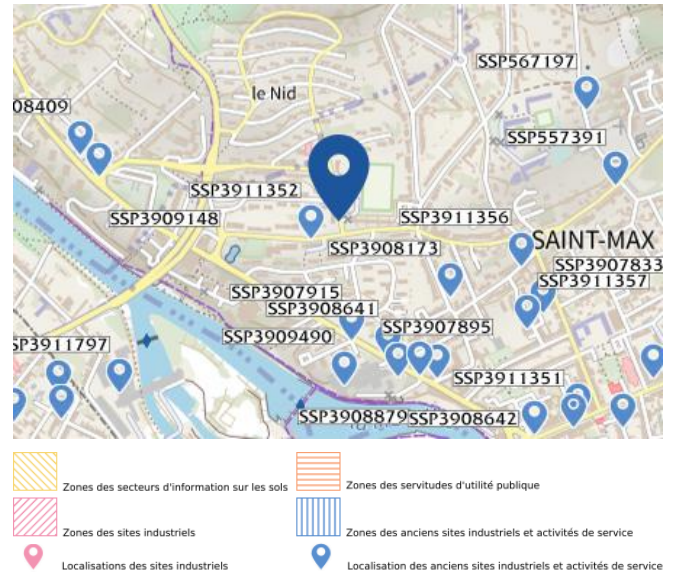 SSP567197
le Nid
08409
SSP557391
SSP3911352
SSP3909148
SSP3911356
SSP3908173
SAINT-MAX
SSP3907833
SSP3911357
SSP3907915
SSP3908641
SSP3909490
SSP3907895
SSP3911797
SSP3911351
SSP3908879
SSP3908642
Zones des secteurs d'information sur les sols
Zones des servitudes d'utilité publique
Zones des sites industriels
Zones des anciens sites industriels et activités de service
Localisations des sites industriels
Localisation des anciens sites industriels et activités de service